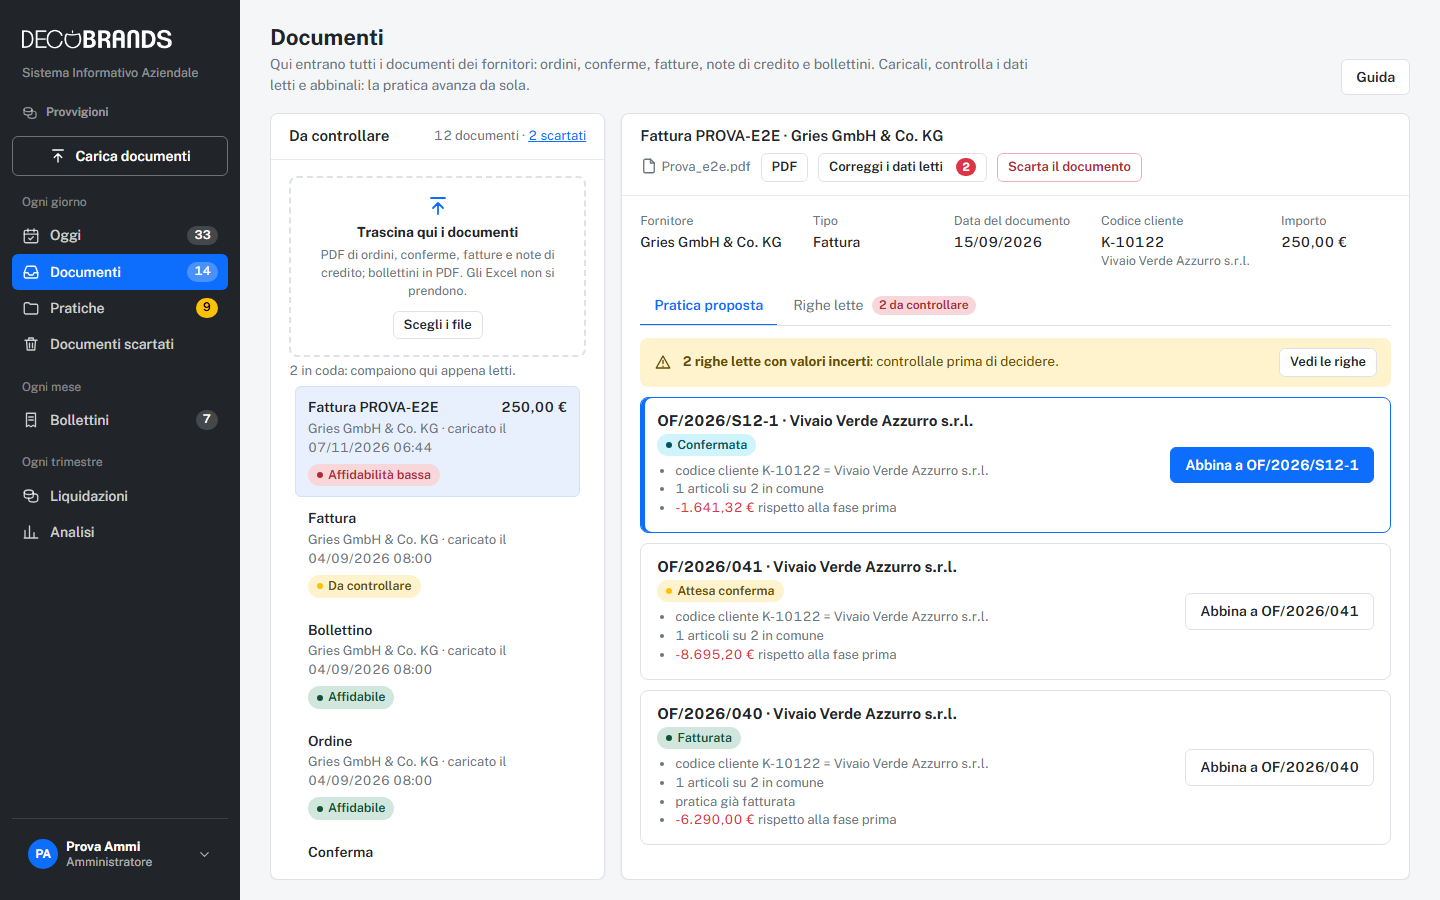 DECOBRANDS
Sistema Informativo Aziendale
Provvigioni
Carica documenti
Ogni giorno
Oggi 33
Documenti 14
Pratiche 9
Documenti scartati
Ogni mese
Bollettini 7
Ogni trimestre
Liquidazioni
Analisi
PA
Prova Ammi
Amministratore
Documenti
Qui entrano tutti i documenti dei fornitori: ordini, conferme, fatture, note di credito e bollettini. Caricali, controlla i dati
letti e abbinali: la pratica avanza da sola.
Guida
Da controllare 12 documenti · 2 scartati
Trascina qui i documenti
PDF di ordini, conferme, fatture e note di
credito; bollettini in PDF. Gli Excel non si
prendono.
Scegli i file
2 in coda: compaiono qui appena letti.
Fattura PROVA-E2E 250,00 €
Gries GmbH & Co. KG · caricato il
07/11/2026 06:44
Affidabilità bassa
Fattura
Gries GmbH & Co. KG · caricato il
04/09/2026 08:00
Da controllare
Bollettino
Gries GmbH & Co. KG · caricato il
04/09/2026 08:00
Affidabile
Ordine
Gries GmbH & Co. KG · caricato il
04/09/2026 08:00
Affidabile
Conferma
Fattura PROVA-E2E · Gries GmbH & Co. KG
Prova_e2e.pdf PDF Correggi i dati letti 2 Scarta il documento
Fornitore Tipo Data del documento Codice cliente Importo
Gries GmbH & Co. KG Fattura 15/09/2026 K-10122 250,00 €
Vivaio Verde Azzurro s.r.l.
Pratica proposta Righe lette 2 da controllare
2 righe lette con valori incerti: controllale prima di decidere. Vedi le righe
OF/2026/S12-1 · Vivaio Verde Azzurro s.r.l.
Confermata
• codice cliente K-10122 = Vivaio Verde Azzurro s.r.l.
• 1 articoli su 2 in comune
• -1.641,32 € rispetto alla fase prima
Abbina a OF/2026/S12-1
OF/2026/041 · Vivaio Verde Azzurro s.r.l.
Attesa conferma
• codice cliente K-10122 = Vivaio Verde Azzurro s.r.l.
• 1 articoli su 2 in comune
• -8.695,20 € rispetto alla fase prima
Abbina a OF/2026/041
OF/2026/040 · Vivaio Verde Azzurro s.r.l.
Fatturata
• codice cliente K-10122 = Vivaio Verde Azzurro s.r.l.
• 1 articoli su 2 in comune
• pratica già fatturata
• -6.290,00 € rispetto alla fase prima
Abbina a OF/2026/040